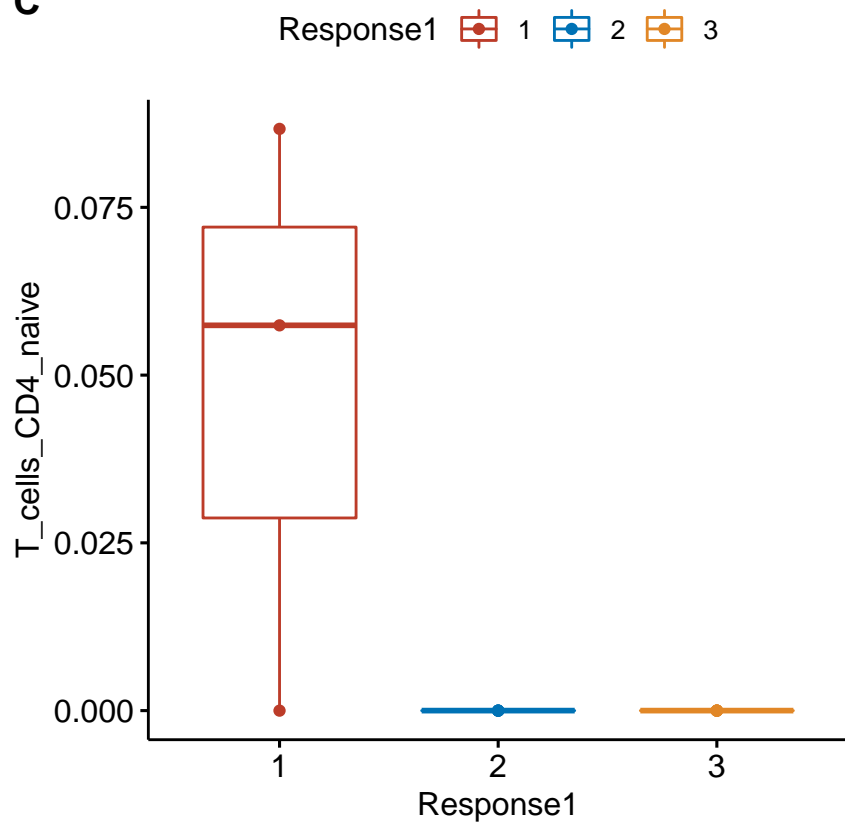 C
Response1 1 2 3
0.075
0.050
0.025
0.000
T_cells_CD4_naive
1 2 3
Response1